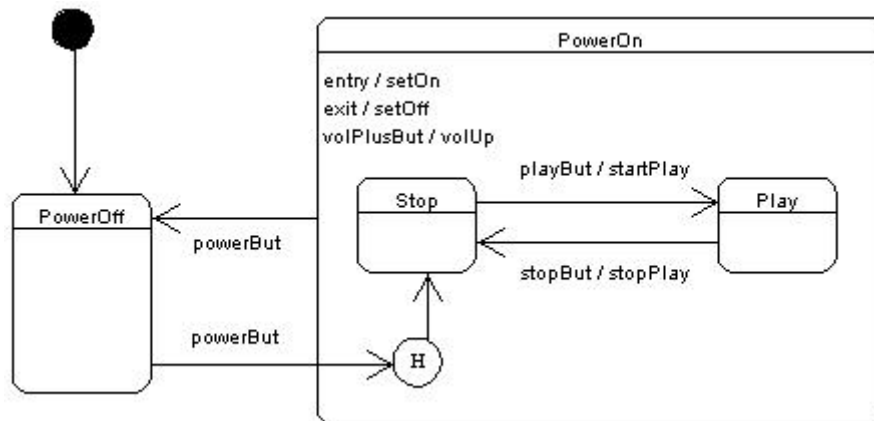 PowerOn
entry / setOn
exit / setOff
volPlusBut / volUp
playBut / startPlay
Stop
Play
PowerOff
powerBut
stopBut / stopPlay
powerBut
H